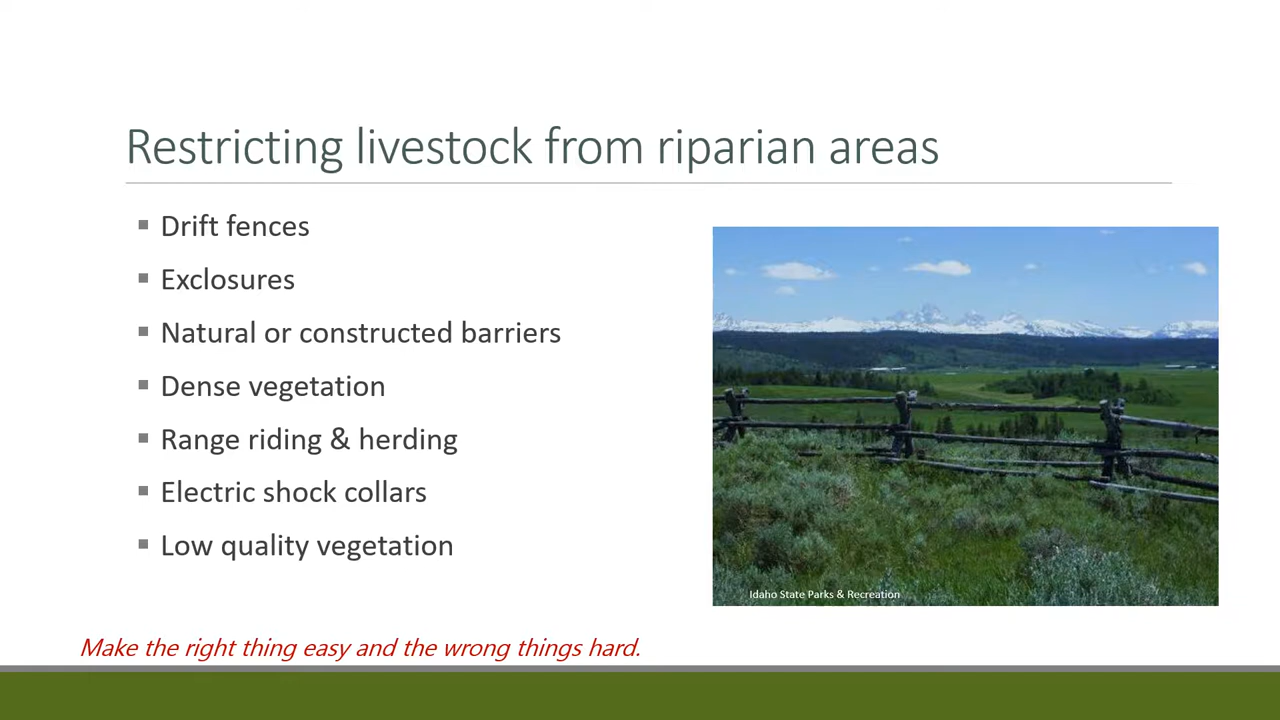 Restricting livestock from riparian areas
Drift fences
Exclosures
Natural or constructed barriers
Dense vegetation
Range riding & herding
Electric shock collars
Low quality vegetation
Idaho State Parks & Recreation
Make the right thing easy and the wrong things hard.